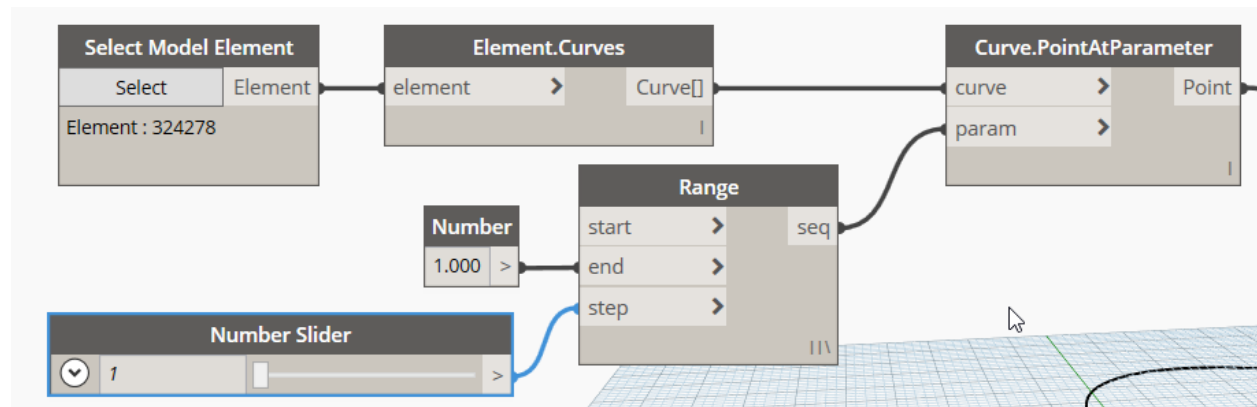 Select Model Element
Select
Element
Element : 324278
Element.Curves
element
>
Curve[]
|
Curve.PointAtParameter
curve
>
Point
param
>
|
Range
start
>
seq
end
>
step
>
||\
Number
1.000
>
Number Slider
1
>